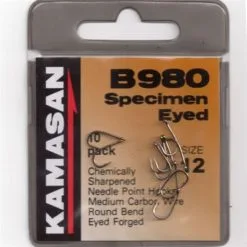 KAMASAN
B980
Specimen
Eyed
10
pack
SIZE
12
Chemically
Sharpened
Needle Point Hooks
Medium Carbon Wire
Round Bend
Eyed Forged